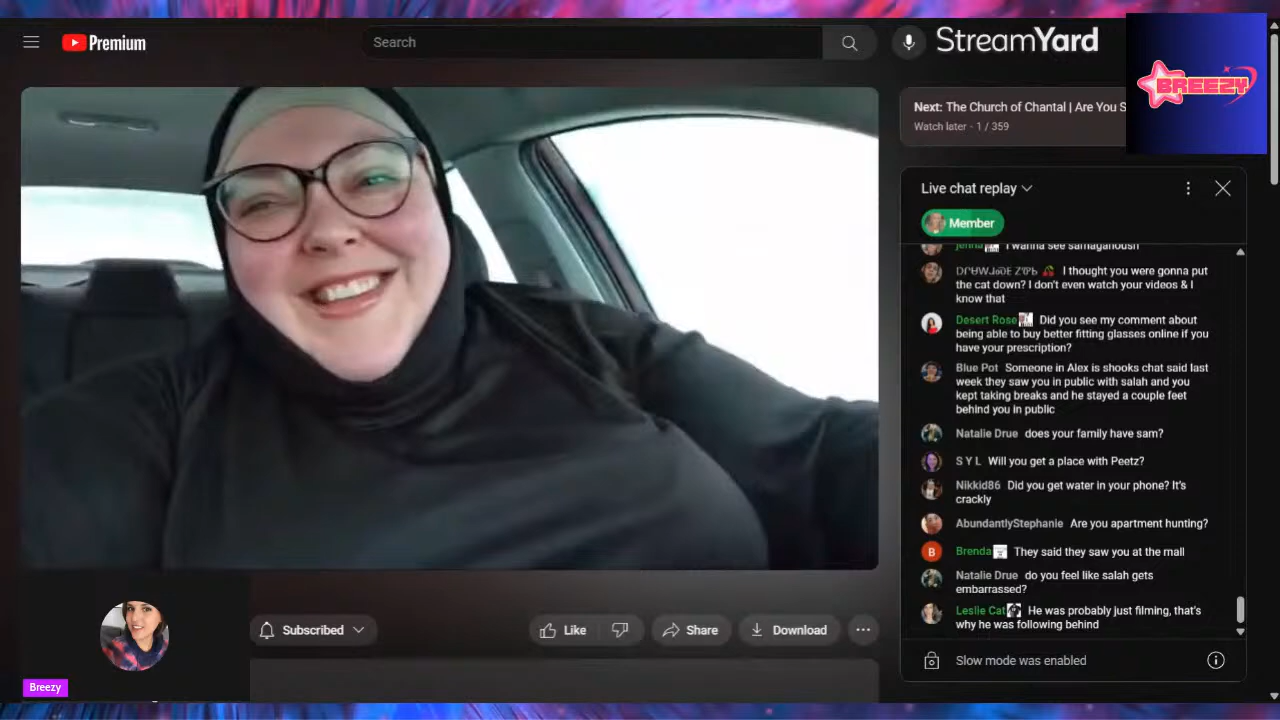 Premium
Search
StreamYard
BREEZY
Next: The Church of Chantal | Are You S
Watch later · 1 / 359
Live chat replay
Member
jenna I wanna see samaganoush
I thought you were gonna put
the cat down? I don't even watch your videos & I
know that
Desert Rose Did you see my comment about
being able to buy better fitting glasses online if you
have your prescription?
Blue Pot Someone in Alex is shooks chat said last
week they saw you in public with salah and you
kept taking breaks and he stayed a couple feet
behind you in public
Natalie Drue does your family have sam?
S Y L Will you get a place with Peetz?
Nikkid86 Did you get water in your phone? It's
crackly
AbundantlyStephanie Are you apartment hunting?
B
Brenda They said they saw you at the mall
Natalie Drue do you feel like salah gets
embarrassed?
Leslie Cat He was probably just filming, that's
why he was following behind
Slow mode was enabled
Subscribed
Like
Share
Download
Breezy